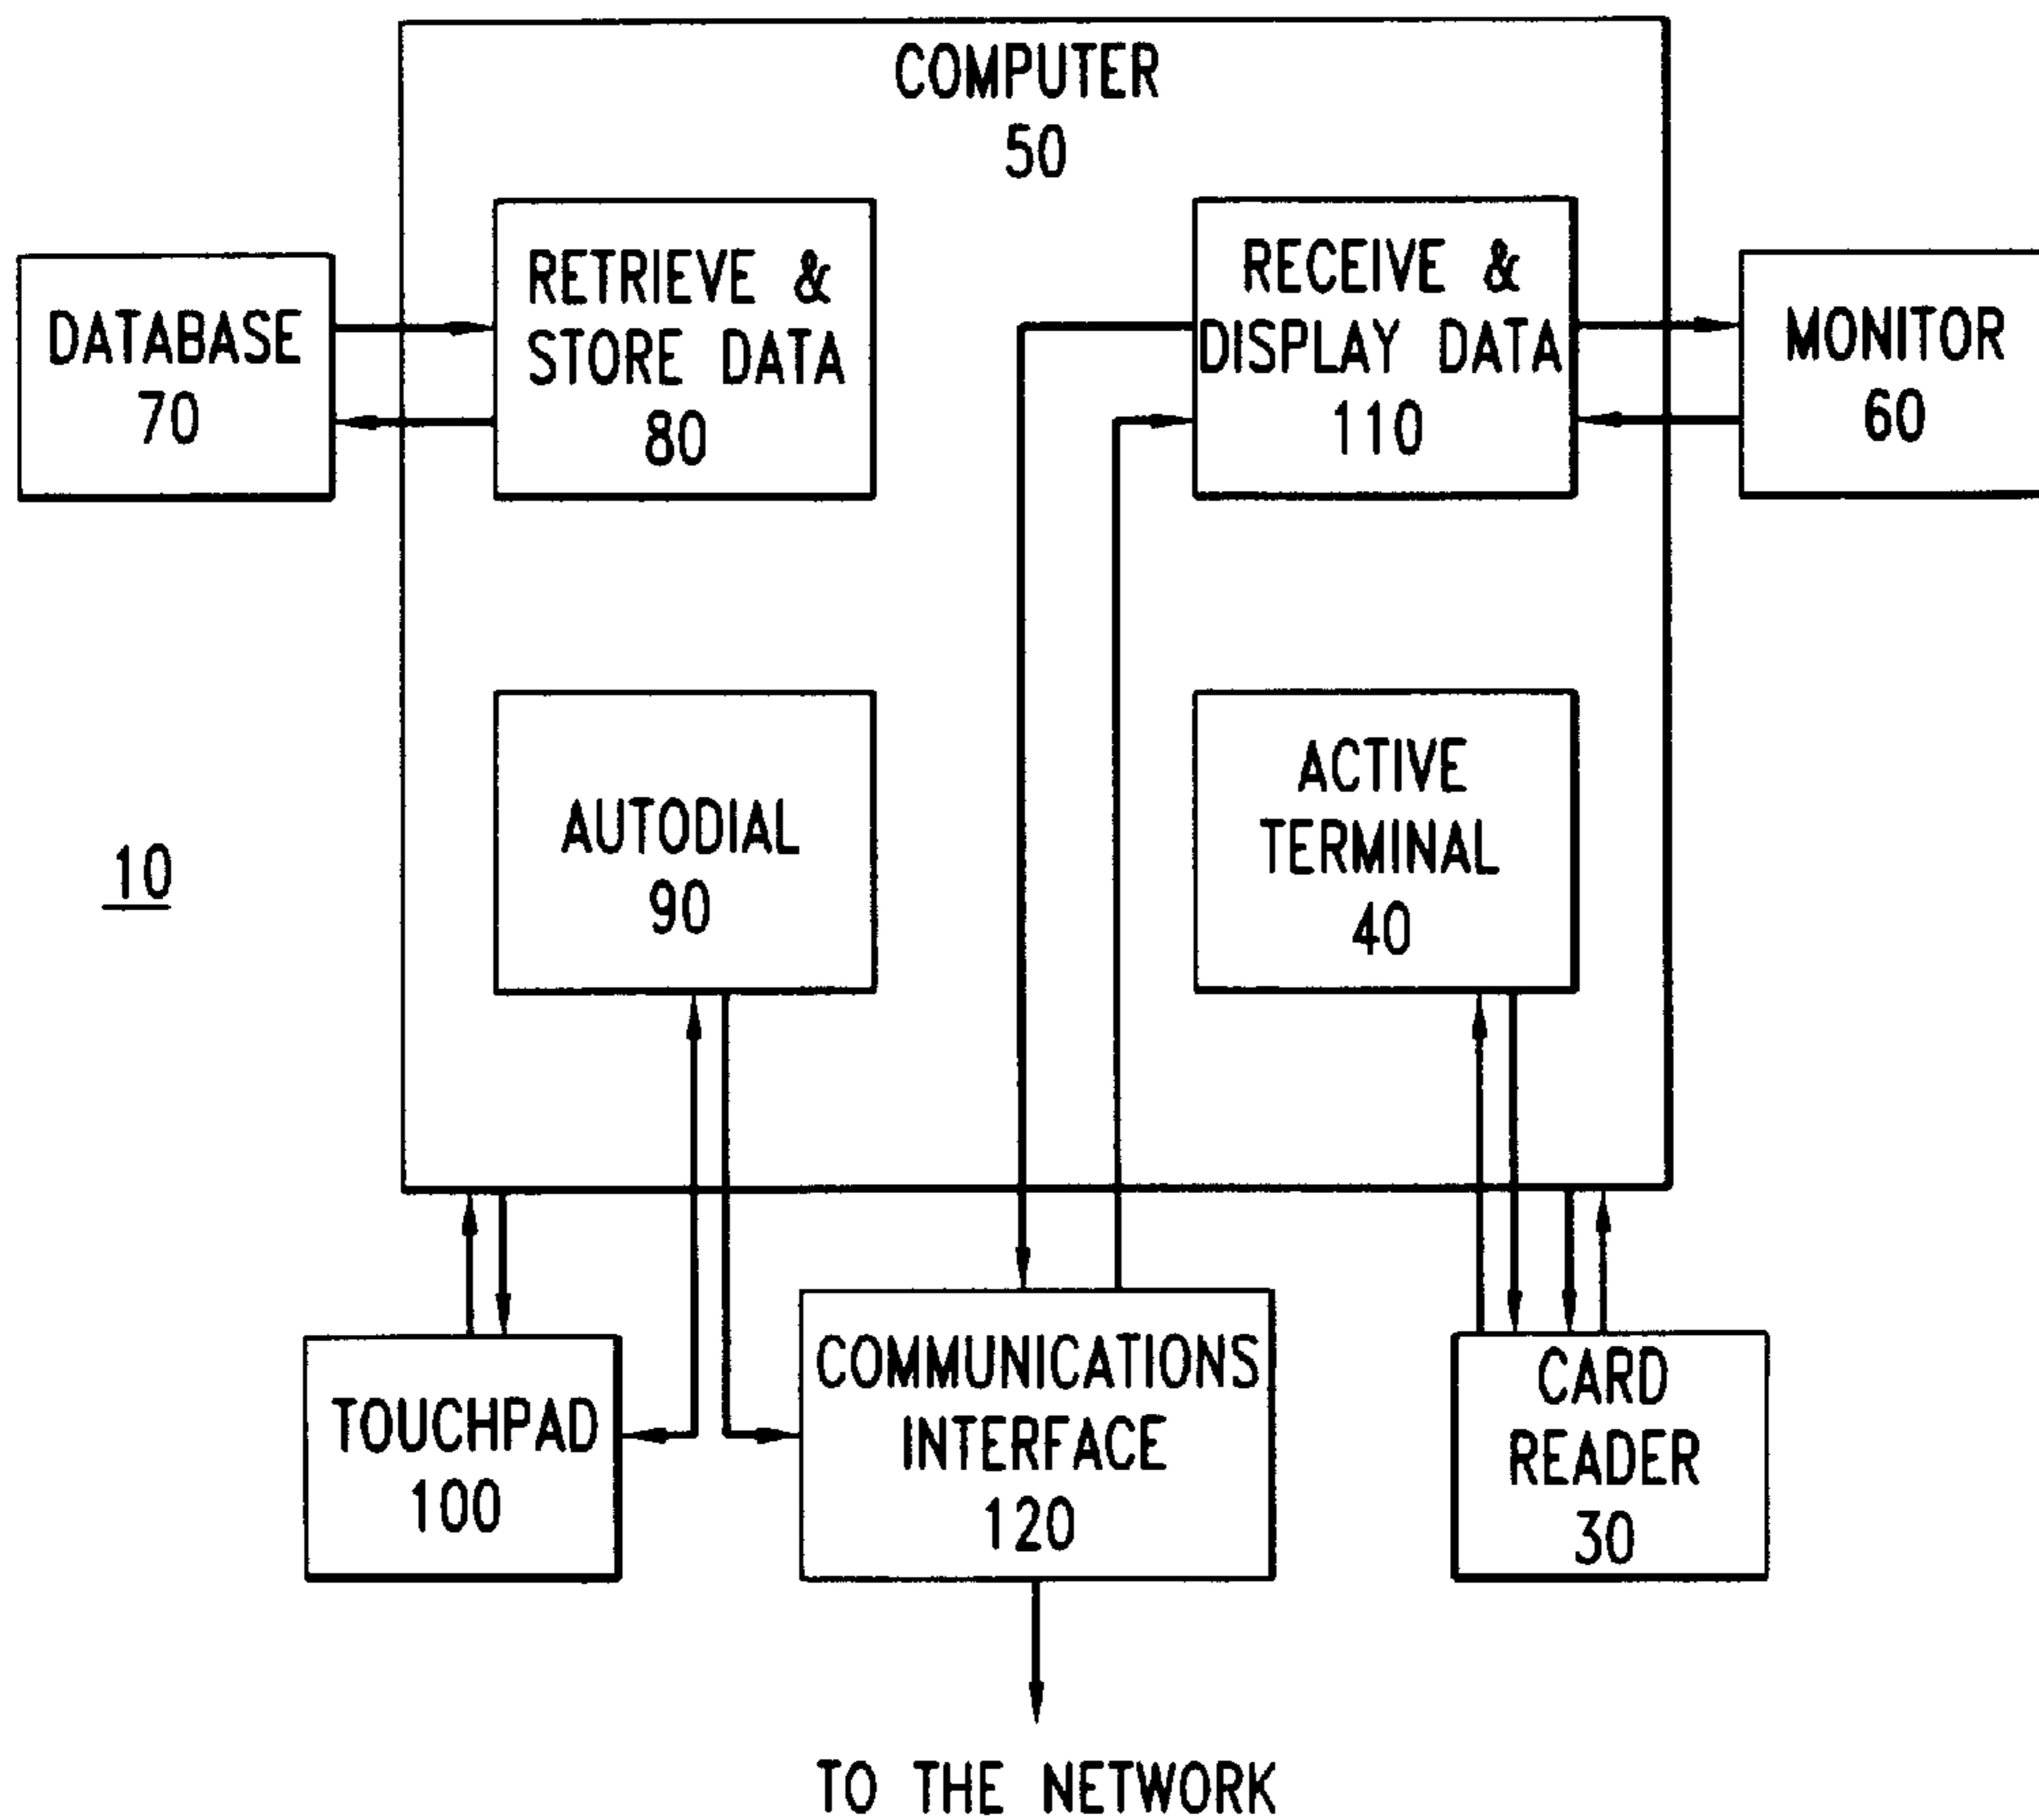 COMPUTER
50
DATABASE
70
RETRIEVE &
STORE DATA
80
RECEIVE &
DISPLAY DATA
110
MONITOR
60
10
AUTODIAL
90
ACTIVE
TERMINAL
40
TOUCHPAD
100
COMMUNICATIONS
INTERFACE
120
CARD
READER
30
TO THE NETWORK